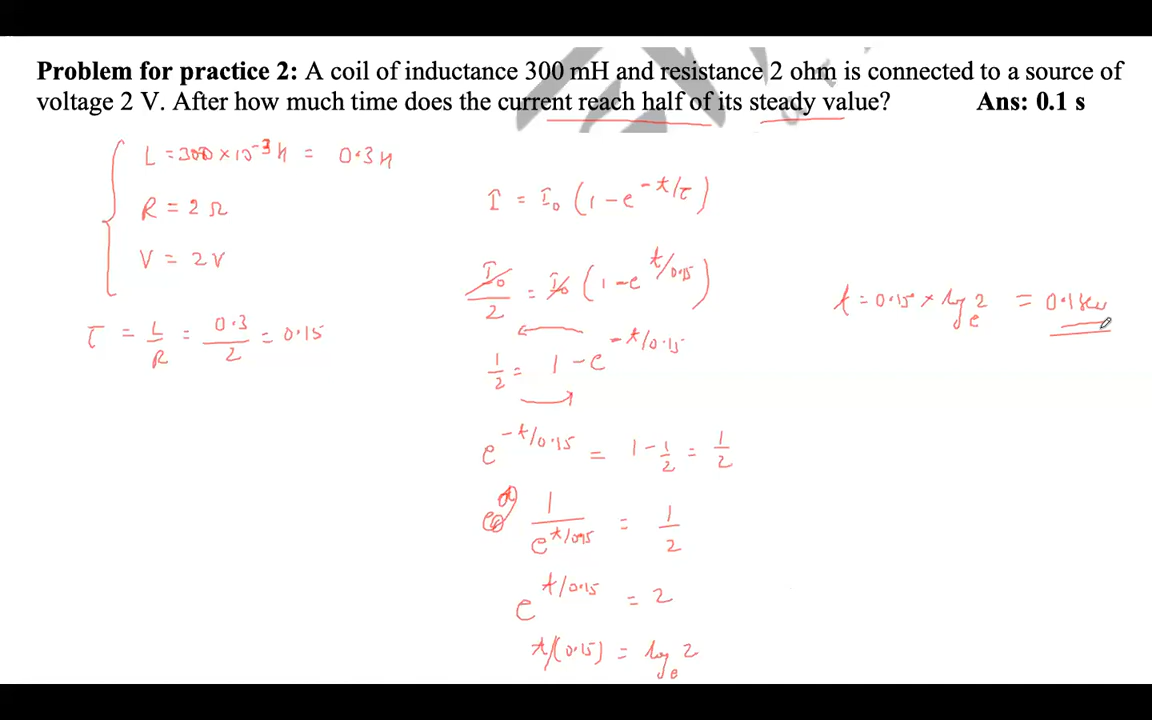 Problem for practice 2: A coil of inductance 300 mH and resistance 2 ohm is connected to a source of
voltage 2 V. After how much time does the current reach half of its steady value? Ans: 0.1 s
L = 300 × 10⁻³ H = 0.3 H
R = 2 Ω
V = 2V
τ = L/R = 0.3/2 = 0.15
I = I₀ (1 - e^-t/τ)
I₀/2 = I₀ (1 - e^t/0.15)
1/2 = 1 - e^-t/0.15
e^-t/0.15 = 1 - 1/2 = 1/2
1/e^t/0.15 = 1/2
e^t/0.15 = 2
t/(0.15) = logₑ 2
t = 0.15 × logₑ 2 = 0.1 sec